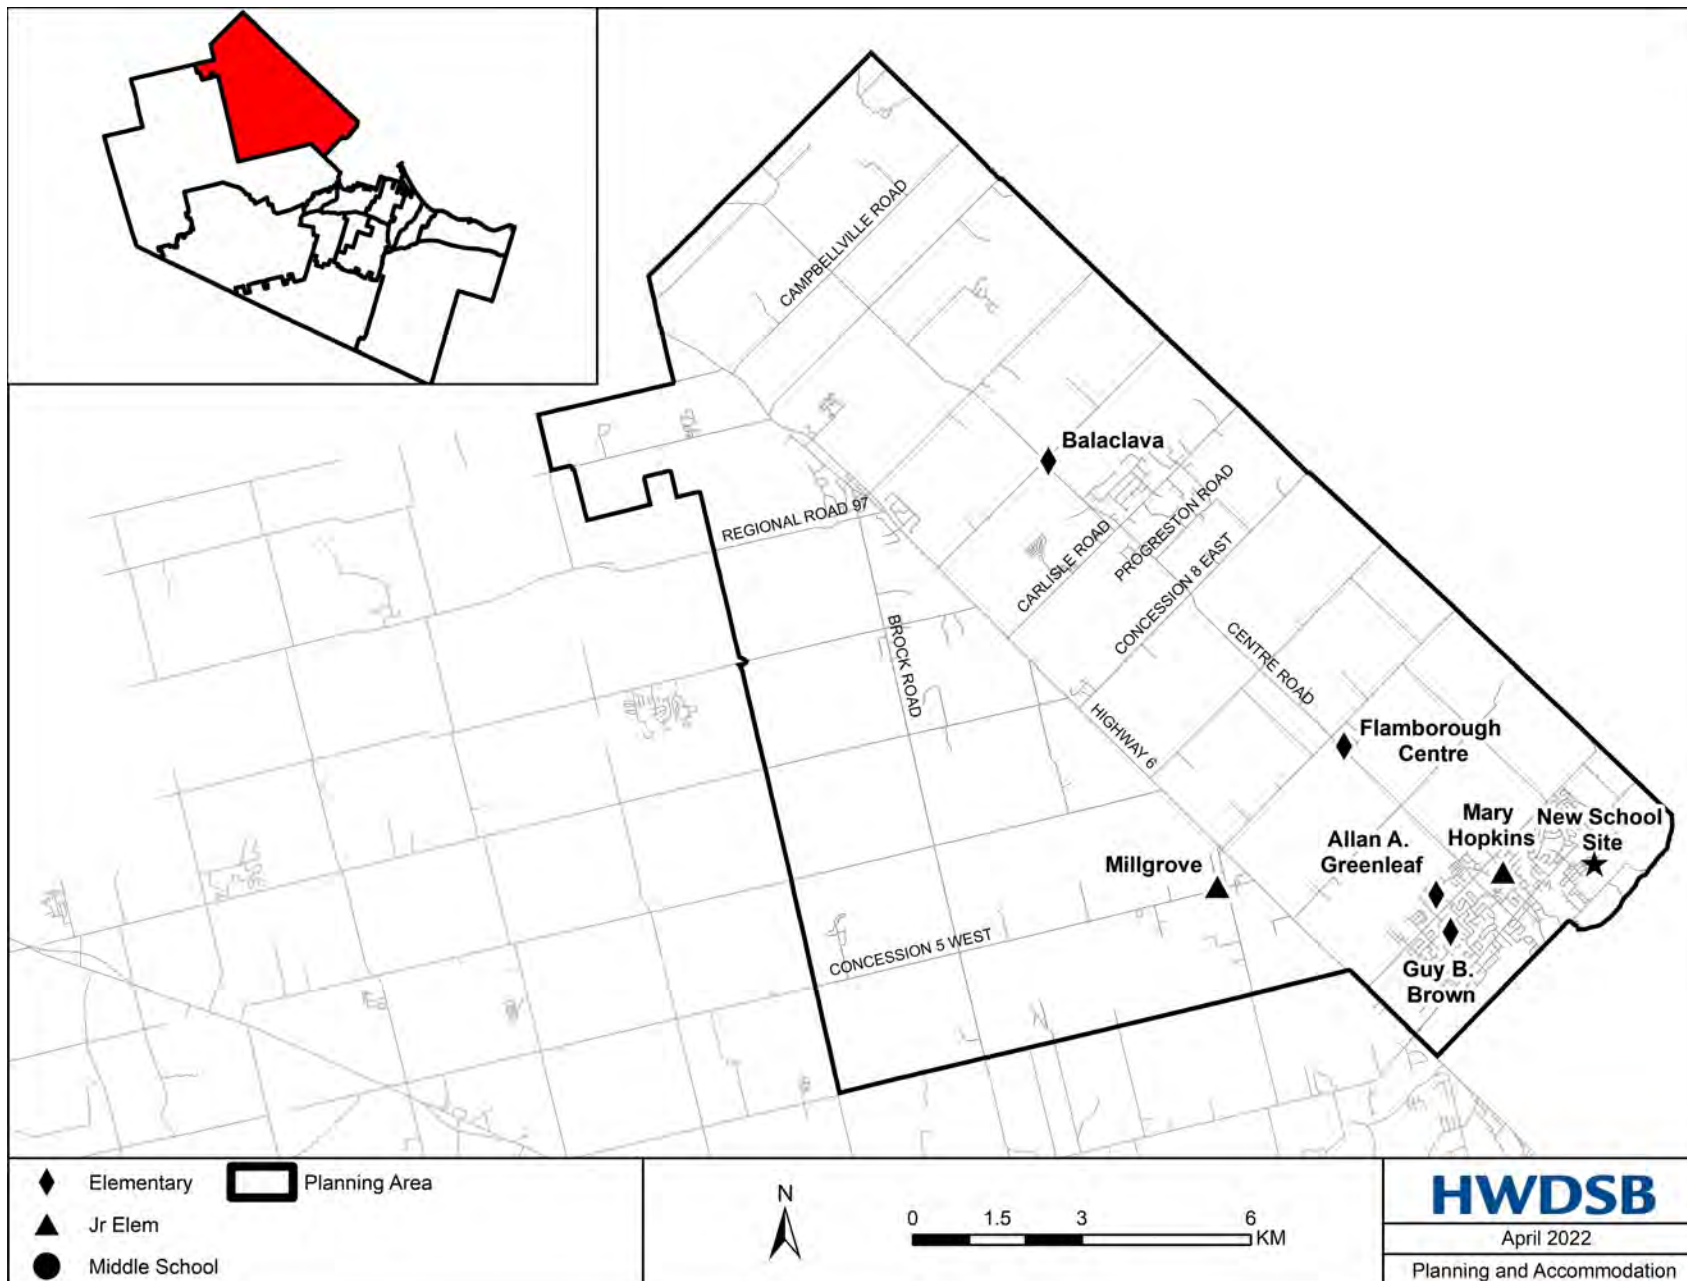 CAMPBELLVILLE ROAD
Balaclava
REGIONAL ROAD 97
CARLISLE ROAD
PROGRESTON ROAD
CONCESSION 8 EAST
BROCK ROAD
CENTRE ROAD
HIGHWAY 6
Flamborough
Centre
Mary
Hopkins
New School
Site
Allan A.
Greenleaf
Millgrove
CONCESSION 5 WEST
Guy B.
Brown
Elementary
Planning Area
Jr Elem
Middle School
N
0 1.5 3 6
KM
HWDSB
April 2022
Planning and Accommodation